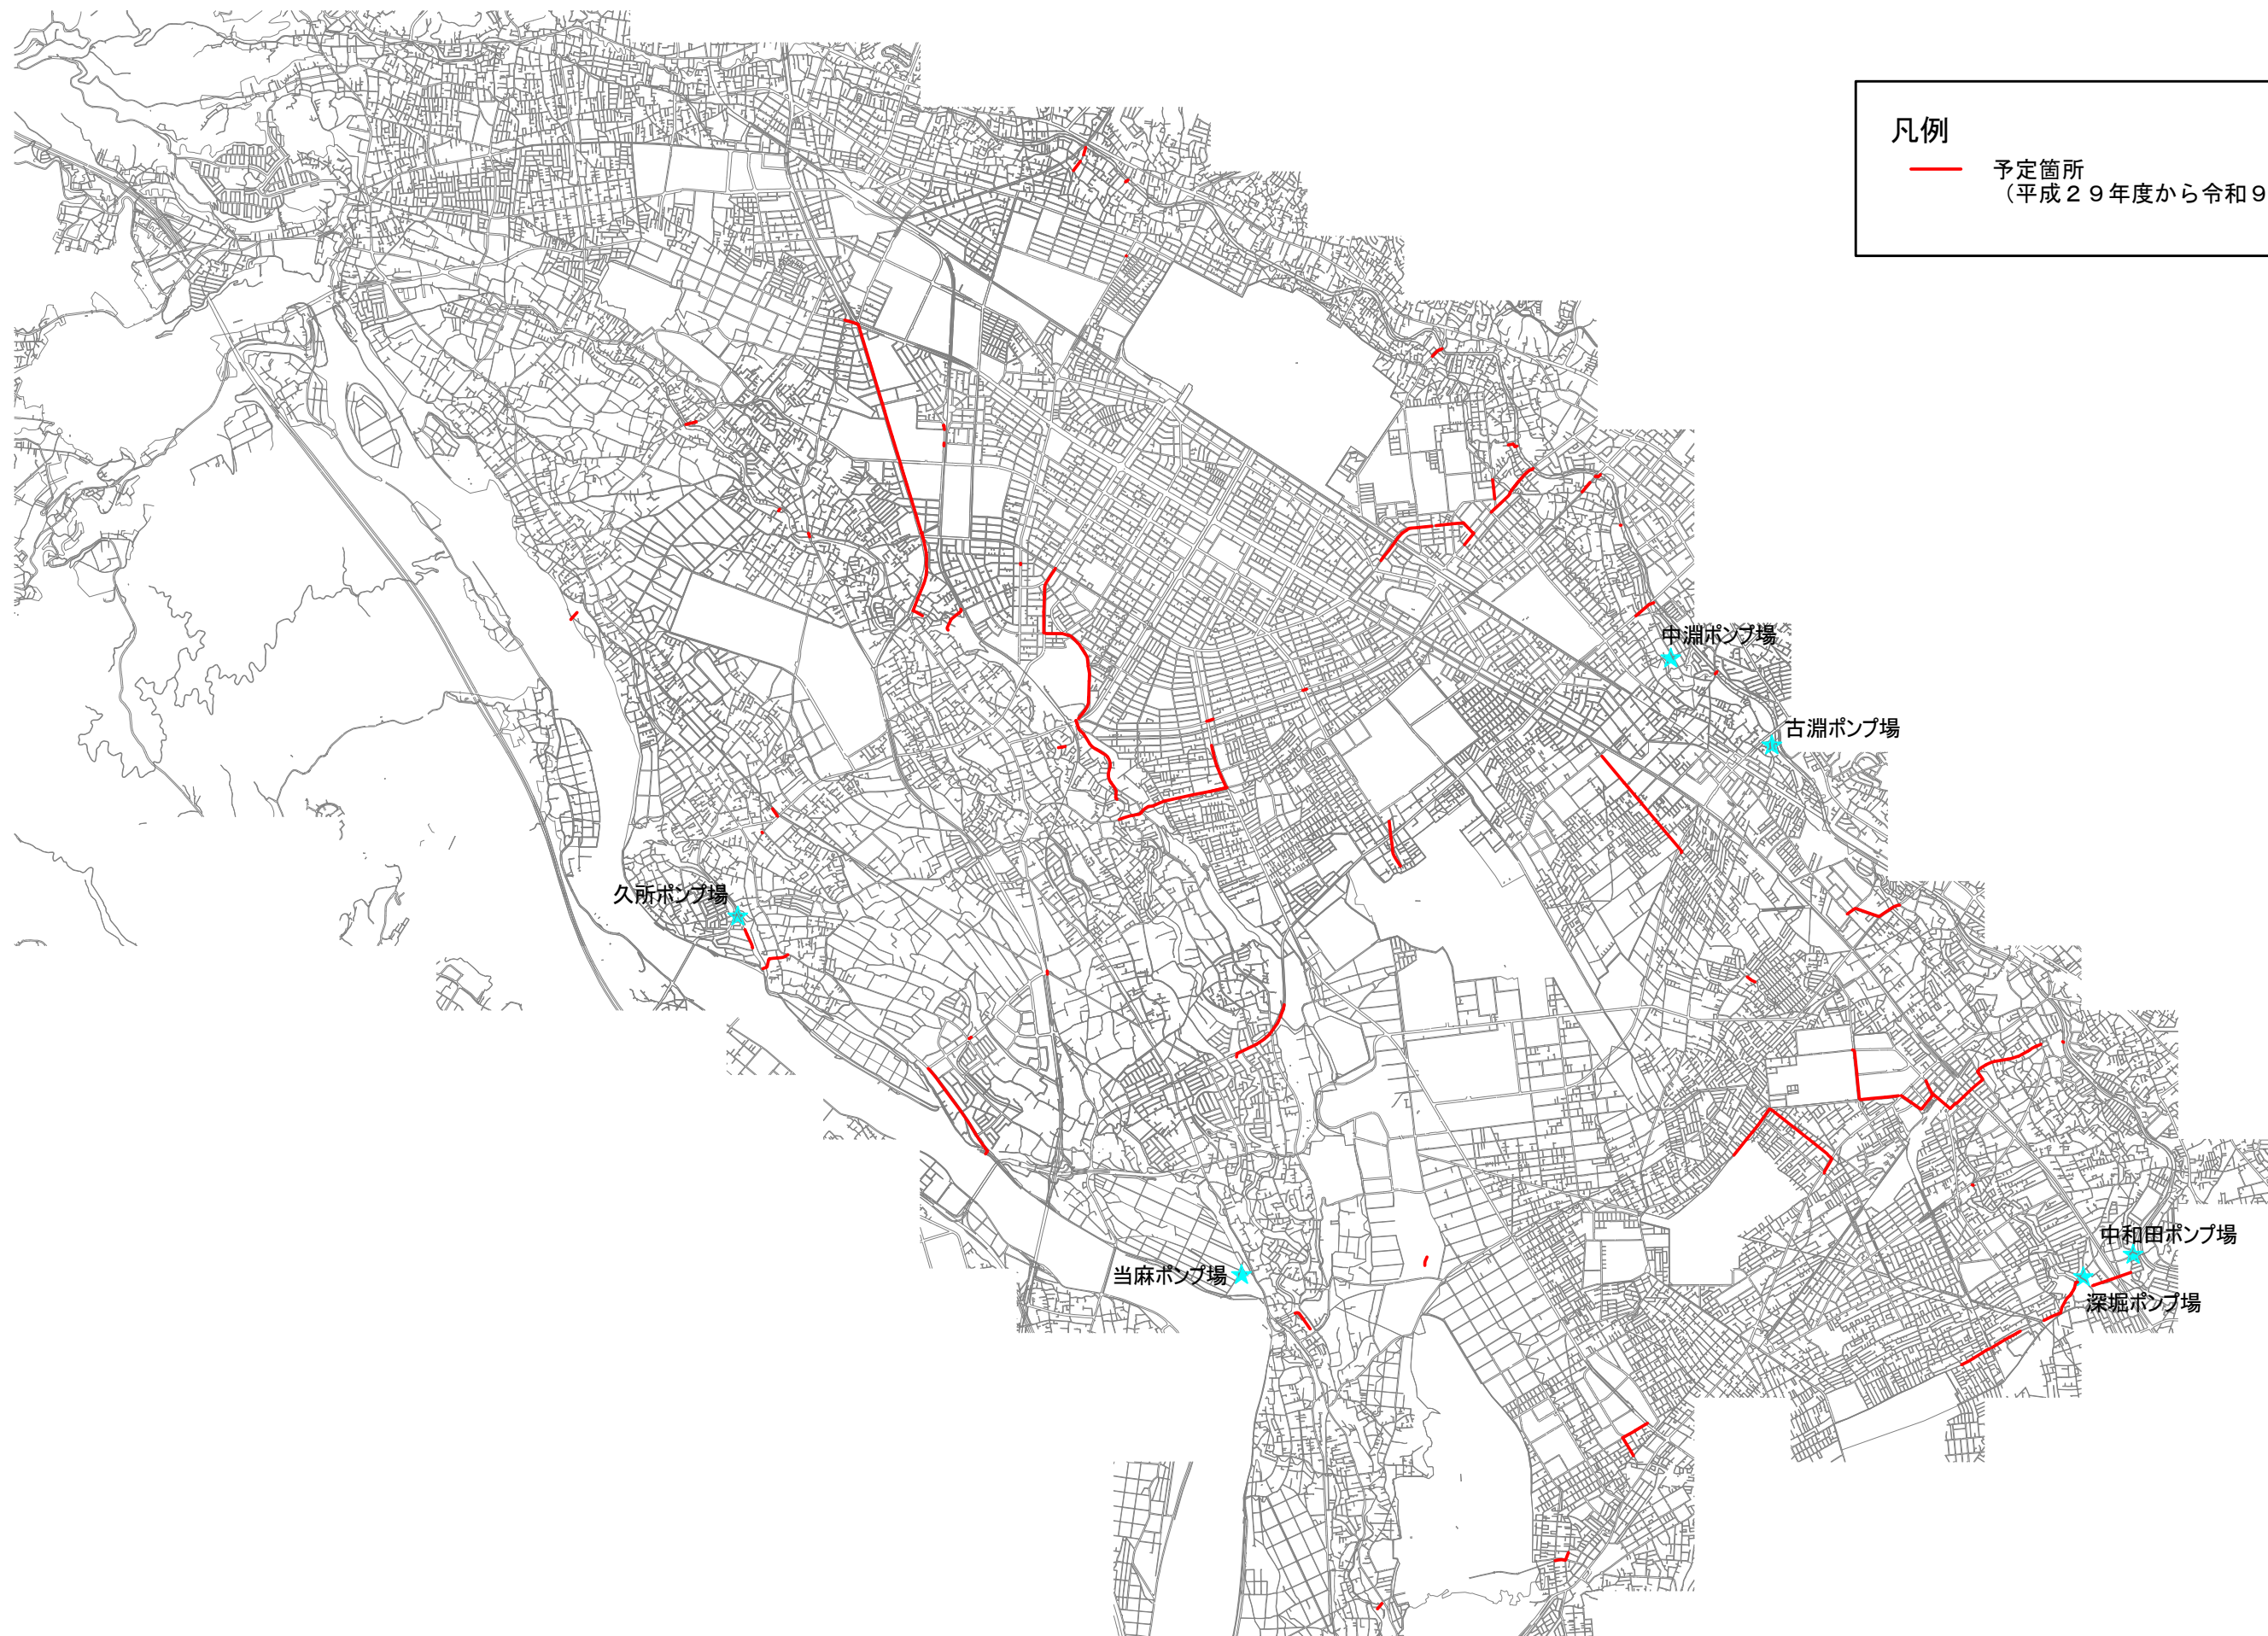 凡例
予定箇所
（平成２９年度から令和９
中淵ポンプ場
古淵ポンプ場
久所ポンプ場
中和田ポンプ場
当麻ポンプ場
深堀ポンプ場